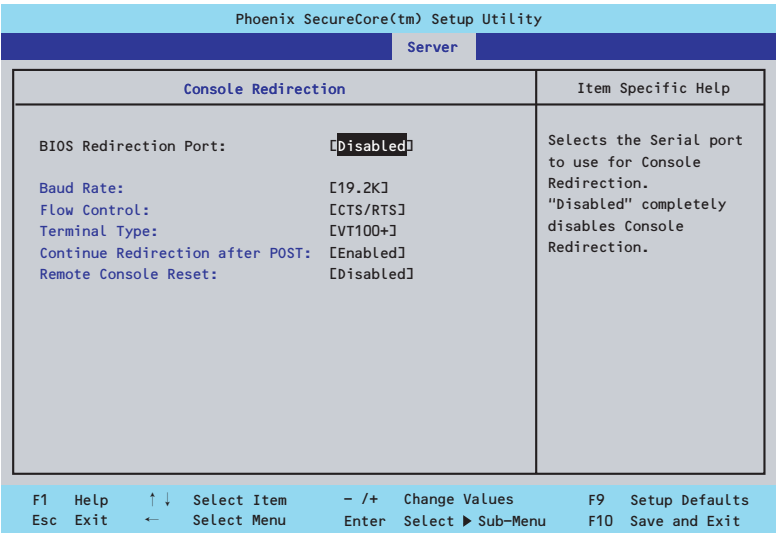 Phoenix SecureCore(tm) Setup Utility
Server
Console Redirection
BIOS Redirection Port: [Disabled]
Baud Rate: [19.2K]
Flow Control: [CTS/RTS]
Terminal Type: [VT100+]
Continue Redirection after POST: [Enabled]
Remote Console Reset: [Disabled]
Item Specific Help
Selects the Serial port
to use for Console
Redirection.
“Disabled” completely
disables Console
Redirection.
F1 Help ↑↓ Select Item - /+ Change Values F9 Setup Defaults
Esc Exit ← Select Menu Enter Select ▶ Sub-Menu F10 Save and Exit